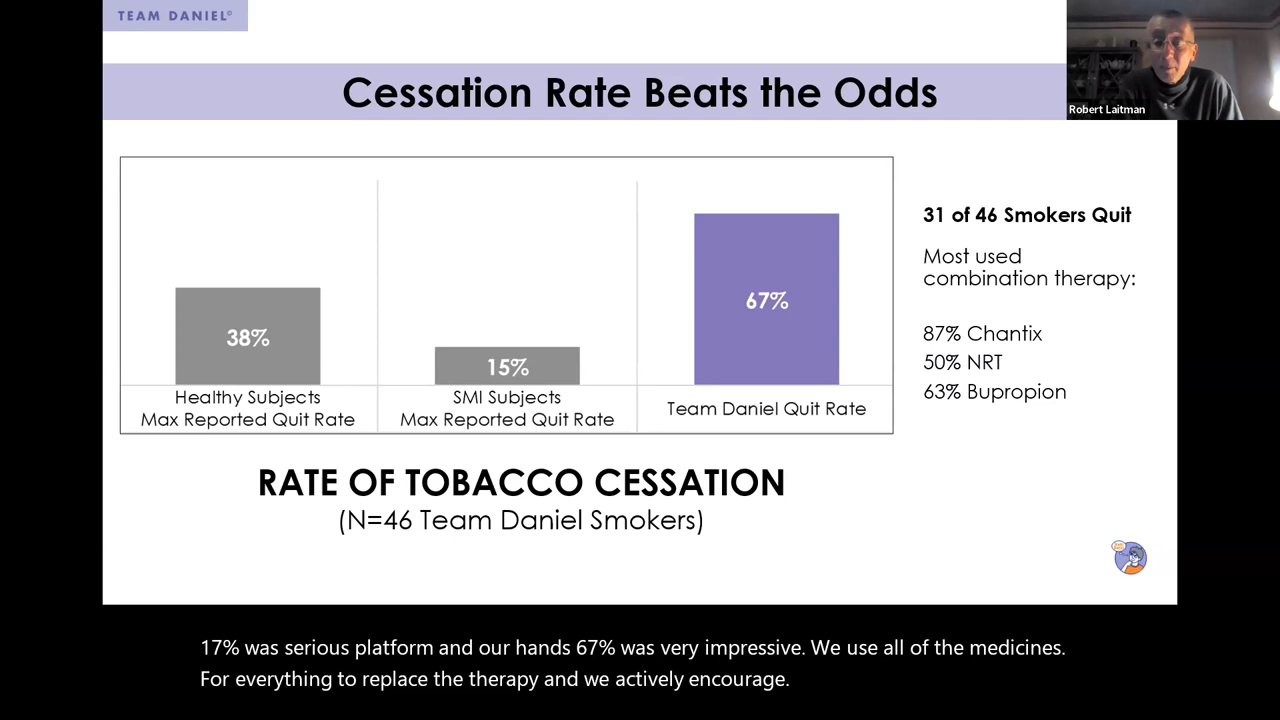 TEAM DANIEL©
Cessation Rate Beats the Odds
Robert Laitman
38%
15%
67%
Healthy Subjects
Max Reported Quit Rate
SMI Subjects
Max Reported Quit Rate
Team Daniel Quit Rate
31 of 46 Smokers Quit
Most used
combination therapy:
87% Chantix
50% NRT
63% Bupropion
RATE OF TOBACCO CESSATION
(N=46 Team Daniel Smokers)
17% was serious platform and our hands 67% was very impressive. We use all of the medicines.
For everything to replace the therapy and we actively encourage.